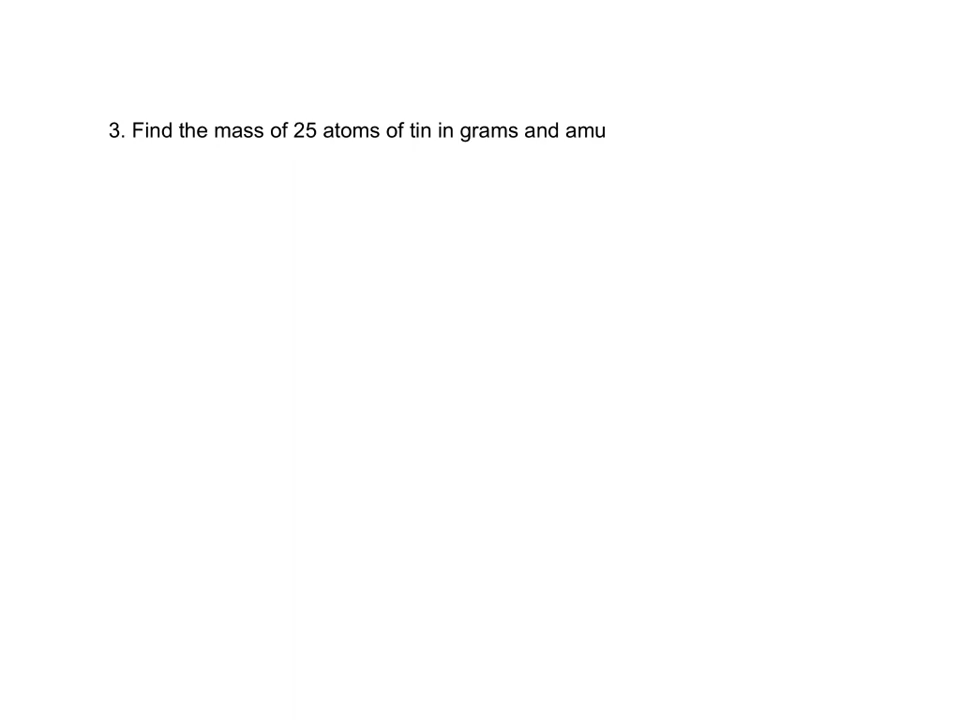 3. Find the mass of 25 atoms of tin in grams and amu